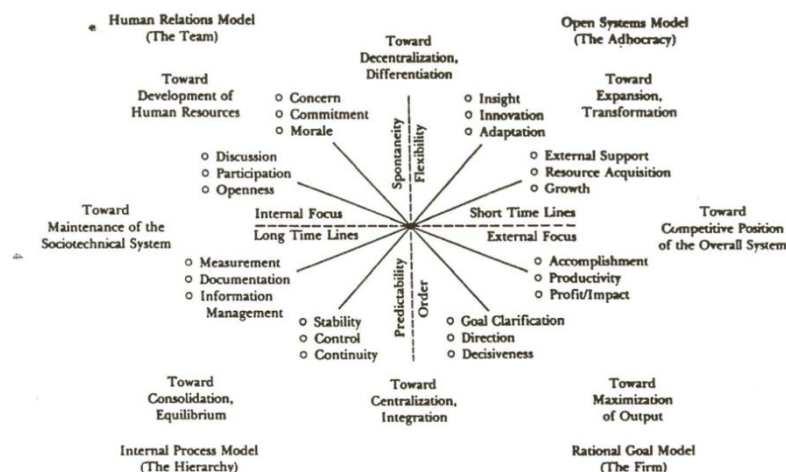 Human Relations Model
(The Team)
Toward
Decentralization,
Differentiation
Open Systems Model
(The Adhocracy)
Toward
Development of
Human Resources
Toward
Expansion,
Transformation
Concern
Commitment
Morale
Insight
Innovation
Adaptation
Spontaneity
Flexibility
Discussion
Participation
Openness
External Support
Resource Acquisition
Growth
Toward
Maintenance of the
Sociotechnical System
Internal Focus
Long Time Lines
Short Time Lines
External Focus
Toward
Competitive Position
of the Overall System
4
Measurement
Documentation
Information
Management
Accomplishment
Productivity
Profit/Impact
Predictability
Order
Stability
Control
Continuity
Goal Clarification
Direction
Decisiveness
Toward
Consolidation,
Equilibrium
Toward
Centralization,
Integration
Toward
Maximization
of Output
Internal Process Model
(The Hierarchy)
Rational Goal Model
(The Firm)